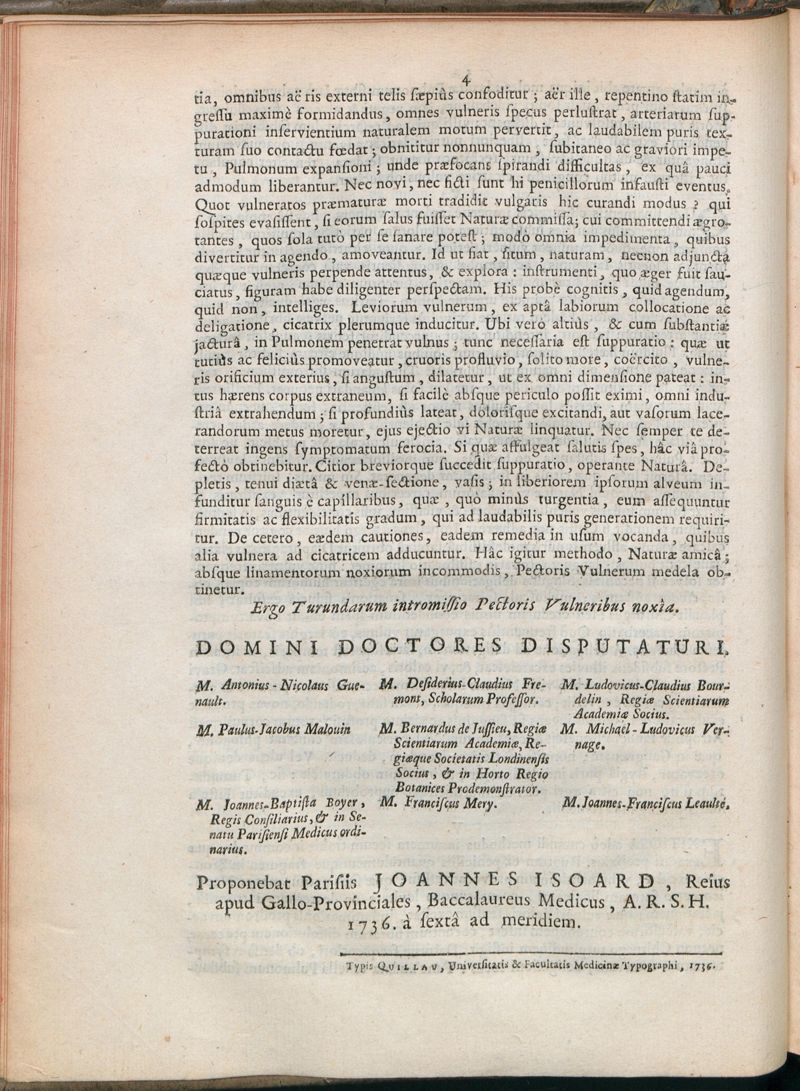 4
tia, omnibus aëris externi telis sæpiùs confoditur ; aër ille, repentino ſtatim in-
greſſu maximè formidandus, omnes vulneris ſpecus perluſtrat, arteriarum ſup-
purationi inſervientium naturalem motum pervertit, ac laudabilem puris tex-
turam ſuo contactu fœdat ; obnititur nonnunquam, ſubitaneo ac graviori impe-
tu, Pulmonum expanſioni ; unde præfocans ſpirandi difficultas, ex quâ pauci
admodum liberantur. Nec novi, nec ficti ſunt hi penicillorum infauſti eventus.
Quot vulneratos præmaturæ morti tradidit vulgaris hic curandi modus ? qui
ſoſpites evaſiſſent, ſi eorum ſalus fuiſſet Naturæ commiſſa; cui committendi ægro-
tantes, quos ſola tutò per ſe ſanare poteſt ; modò omnia impedimenta, quibus
divertitur in agendo, amoveantur. Id ut fiat, ſitum, naturam, necnon adjuncta
quæque vulneris perpende attentus, & explora : inſtrumenti, quo æger fuit ſau-
ciatus, figuram habe diligenter perſpectam. His probè cognitis, quid agendum,
quid non, intelliges. Leviorum vulnerum, ex aptâ labiorum collocatione ac
deligatione, cicatrix plerumque inducitur. Ubi verò altiùs, & cum ſubſtantiæ
jacturâ, in Pulmonem penetrat vulnus ; tunc neceſſaria eſt ſuppuratio : quæ ut
tutiùs ac feliciùs promoveatur, cruoris profluvio, ſolito more, coërcito, vulne-
ris orificium exterius, ſi anguſtum, dilatetur, ut ex omni dimenſione pateat : in-
tus hærens corpus extraneum, ſi facilè abſque periculo poſſit eximi, omni indu-
ſtriâ extrahendum ; ſi profundiùs lateat, doloriſque excitandi, aut vaſorum lace-
randorum metus moretur, ejus ejectio vi Naturæ linquatur. Nec ſemper te de-
terreat ingens ſymptomatum ferocia. Si quæ affulgeat ſalutis ſpes, hâc viâ pro-
fectò obtinebitur. Citior breviorque ſuccedit ſuppuratio, operante Naturâ. De-
pletis, tenui diætâ & venæ-ſectione, vaſis ; in liberiorem ipſorum alveum in-
funditur ſanguis è capillaribus, quæ, quò minùs turgentia, eum aſſequuntur
firmitatis ac flexibilitatis gradum, qui ad laudabilis puris generationem requiri-
tur. De cetero, eædem cautiones, eadem remedia in uſum vocanda, quibus
alia vulnera ad cicatricem adducuntur. Hâc igitur methodo, Naturæ amicâ ;
abſque linamentorum noxiorum incommodis, Pectoris Vulnerum medela ob-
tinetur.
Ergo Turundarum intromiſſio Pectoris Vulneribus noxia.
DOMINI DOCTORES DISPUTATURI.
M. Antonius-Nicolaus Gue-
nault.
M. Deſiderius-Claudius Fre-
mont, Scholarum Profeſſor.
M. Ludovicus-Claudius Bour-
delin, Regiæ Scientiarum
Academiæ Socius.
M. Paulus-Jacobus Malouin
M. Bernardus de Juſſieu, Regiæ
Scientiarum Academiæ, Re-
giæque Societatis Londinenſis
Socius, & in Horto Regio
Botanices Prodemonſtrator.
M. Michael-Ludovicus Ver-
nage.
M. Joannes-Baptiſta Boyer,
Regis Conſiliarius, & in Se-
natu Pariſienſi Medicus ordi-
narius.
M. Franciſcus Mery.
M. Joannes-Franciſcus Leaulté.
Proponebat Pariſiis JOANNES ISOARD, Reius
apud Gallo-Provinciales, Baccalaureus Medicus, A. R. S. H.
1736. à ſextâ ad meridiem.
Typis QUILLAU, Univerſitatis & Facultatis Medicinæ Typographi, 1736.